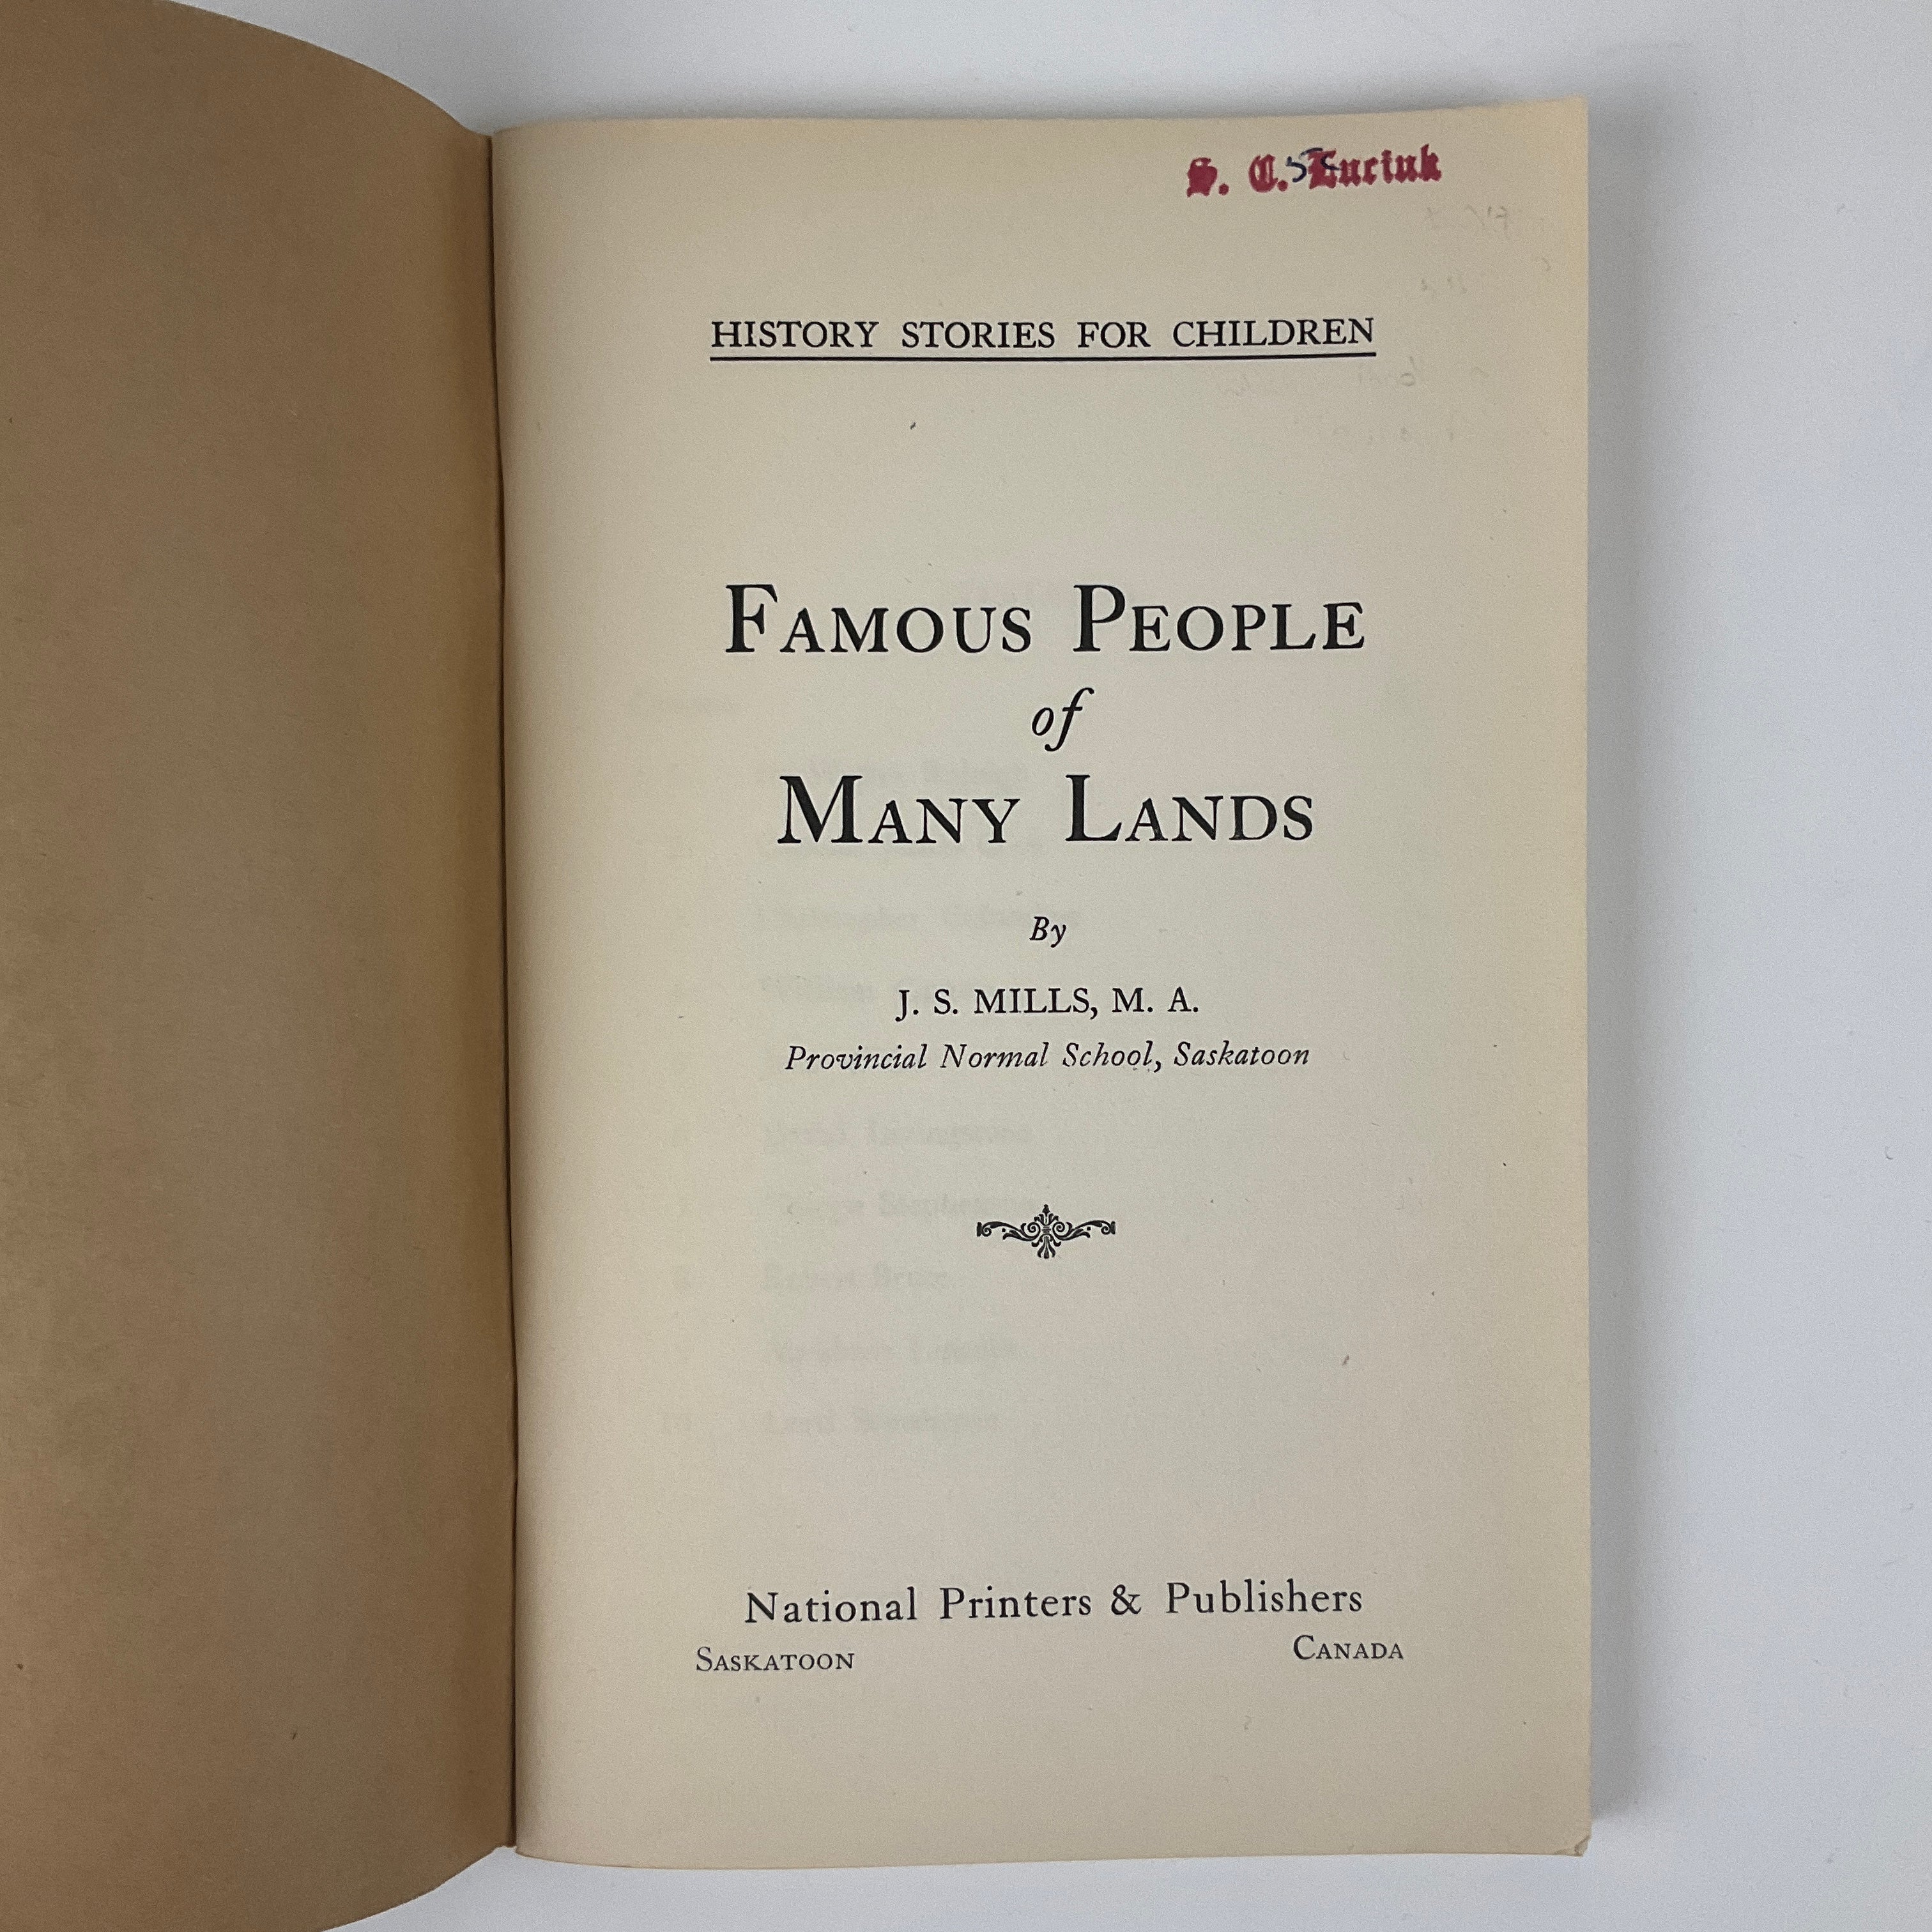 S. C. Luciuk
HISTORY STORIES FOR CHILDREN
FAMOUS PEOPLE
of
MANY LANDS
By
J. S. MILLS, M. A.
Provincial Normal School, Saskatoon
National Printers & Publishers
SASKATOON CANADA